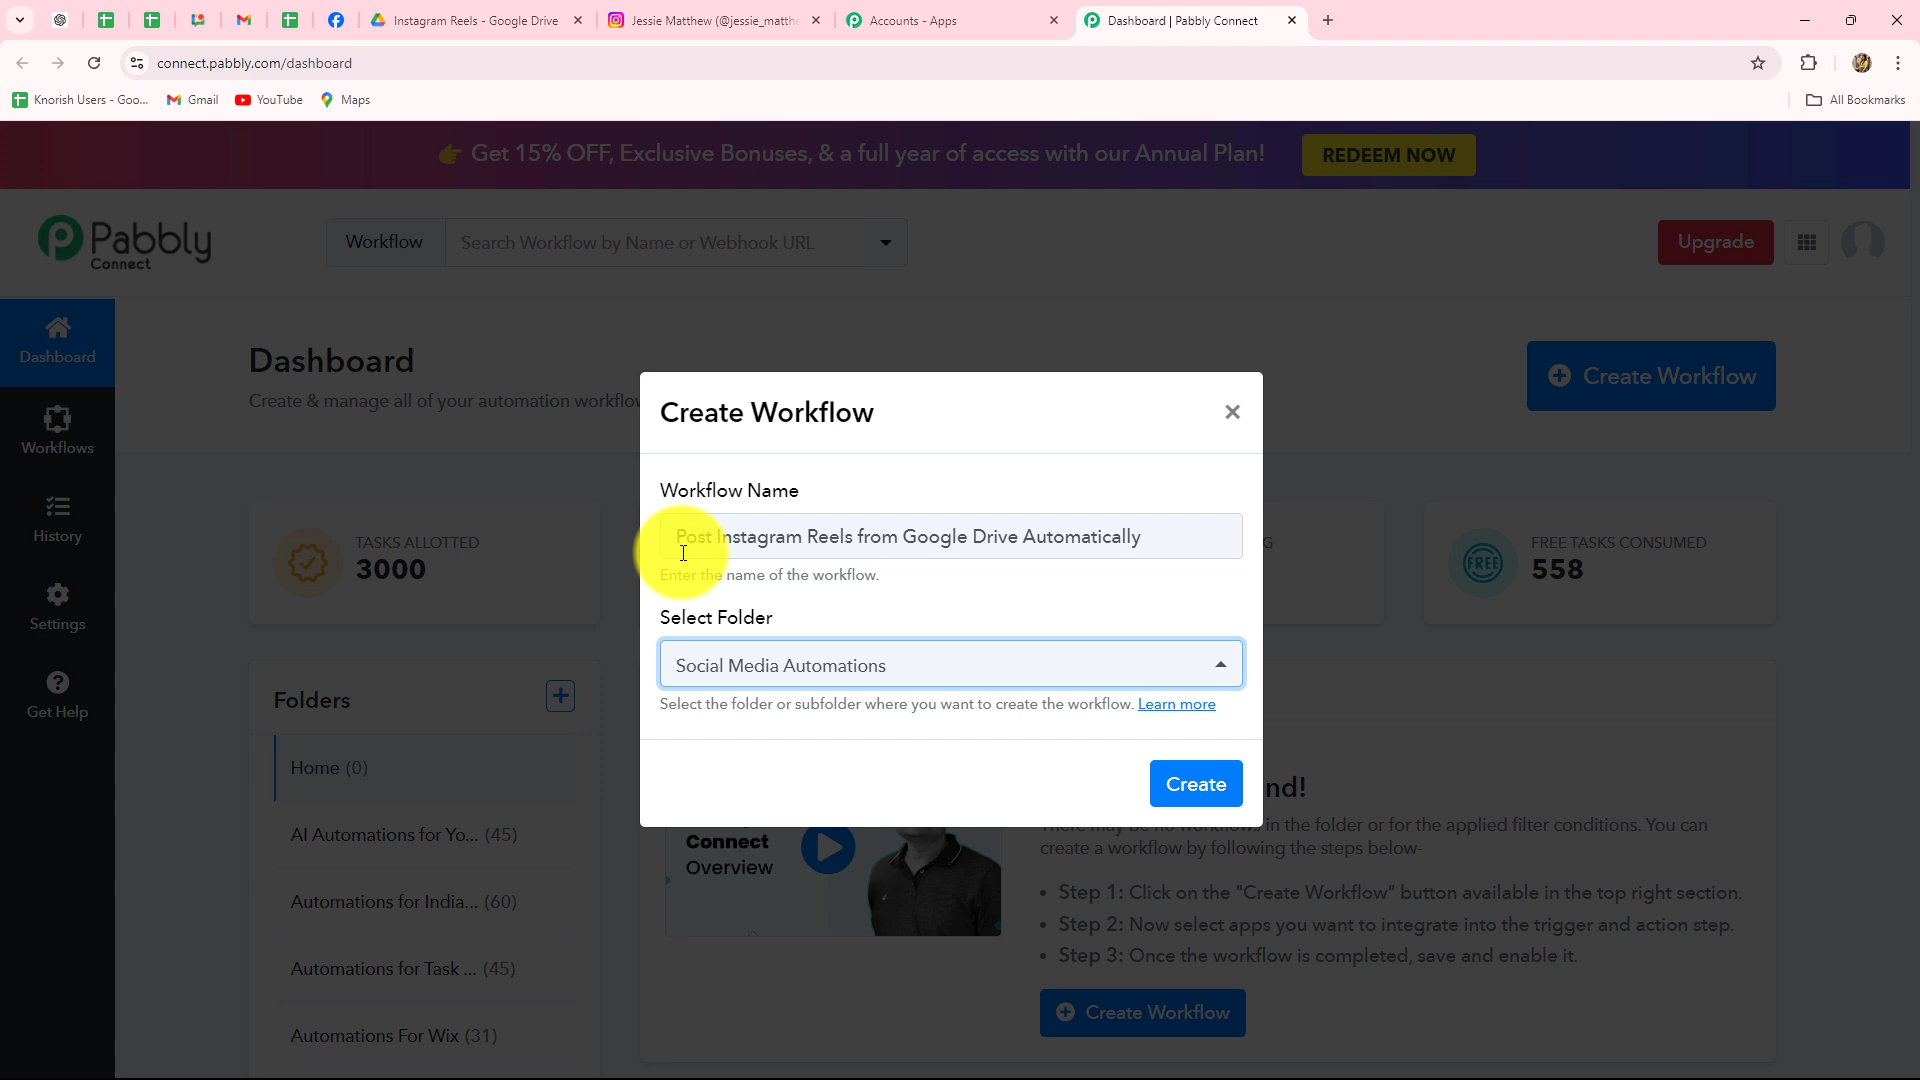 Instagram Reels - Google Drive
Jessie Matthew (@jessie_matth
Accounts - Apps
Dashboard | Pabbly Connect
connect.pabbly.com/dashboard
Knorish Users - Goo...
Gmail
YouTube
Maps
All Bookmarks
Get 15% OFF, Exclusive Bonuses, & a full year of access with our Annual Plan!
REDEEM NOW
Pabbly
Connect
Workflow
Search Workflow by Name or Webhook URL
Upgrade
Dashboard
Workflows
History
Settings
Get Help
Dashboard
Create & manage all of your automation workflo
Create Workflow
TASKS ALLOTTED
3000
G
FREE TASKS CONSUMED
FREE
558
Create Workflow
Workflow Name
Post Instagram Reels from Google Drive Automatically
Enter the name of the workflow.
Select Folder
Social Media Automations
Select the folder or subfolder where you want to create the workflow. Learn more
Create
Folders
Home (0)
AI Automations for Yo... (45)
Automations for India... (60)
Automations for Task ... (45)
Automations For Wix (31)
Connect
Overview
nd!
There may be no workflows in the folder or for the applied filter conditions. You can
create a workflow by following the steps below-
• Step 1: Click on the "Create Workflow" button available in the top right section.
• Step 2: Now select apps you want to integrate into the trigger and action step.
• Step 3: Once the workflow is completed, save and enable it.
Create Workflow